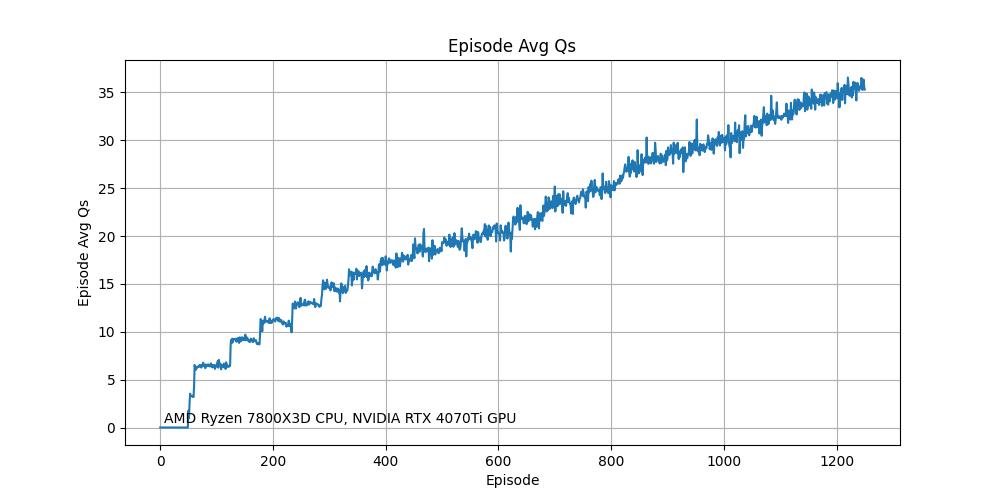 Episode Avg Qs
Episode Avg Qs
35
30
25
20
15
10
5
0
AMD Ryzen 7800X3D CPU, NVIDIA RTX 4070Ti GPU
0 200 400 600 800 1000 1200
Episode